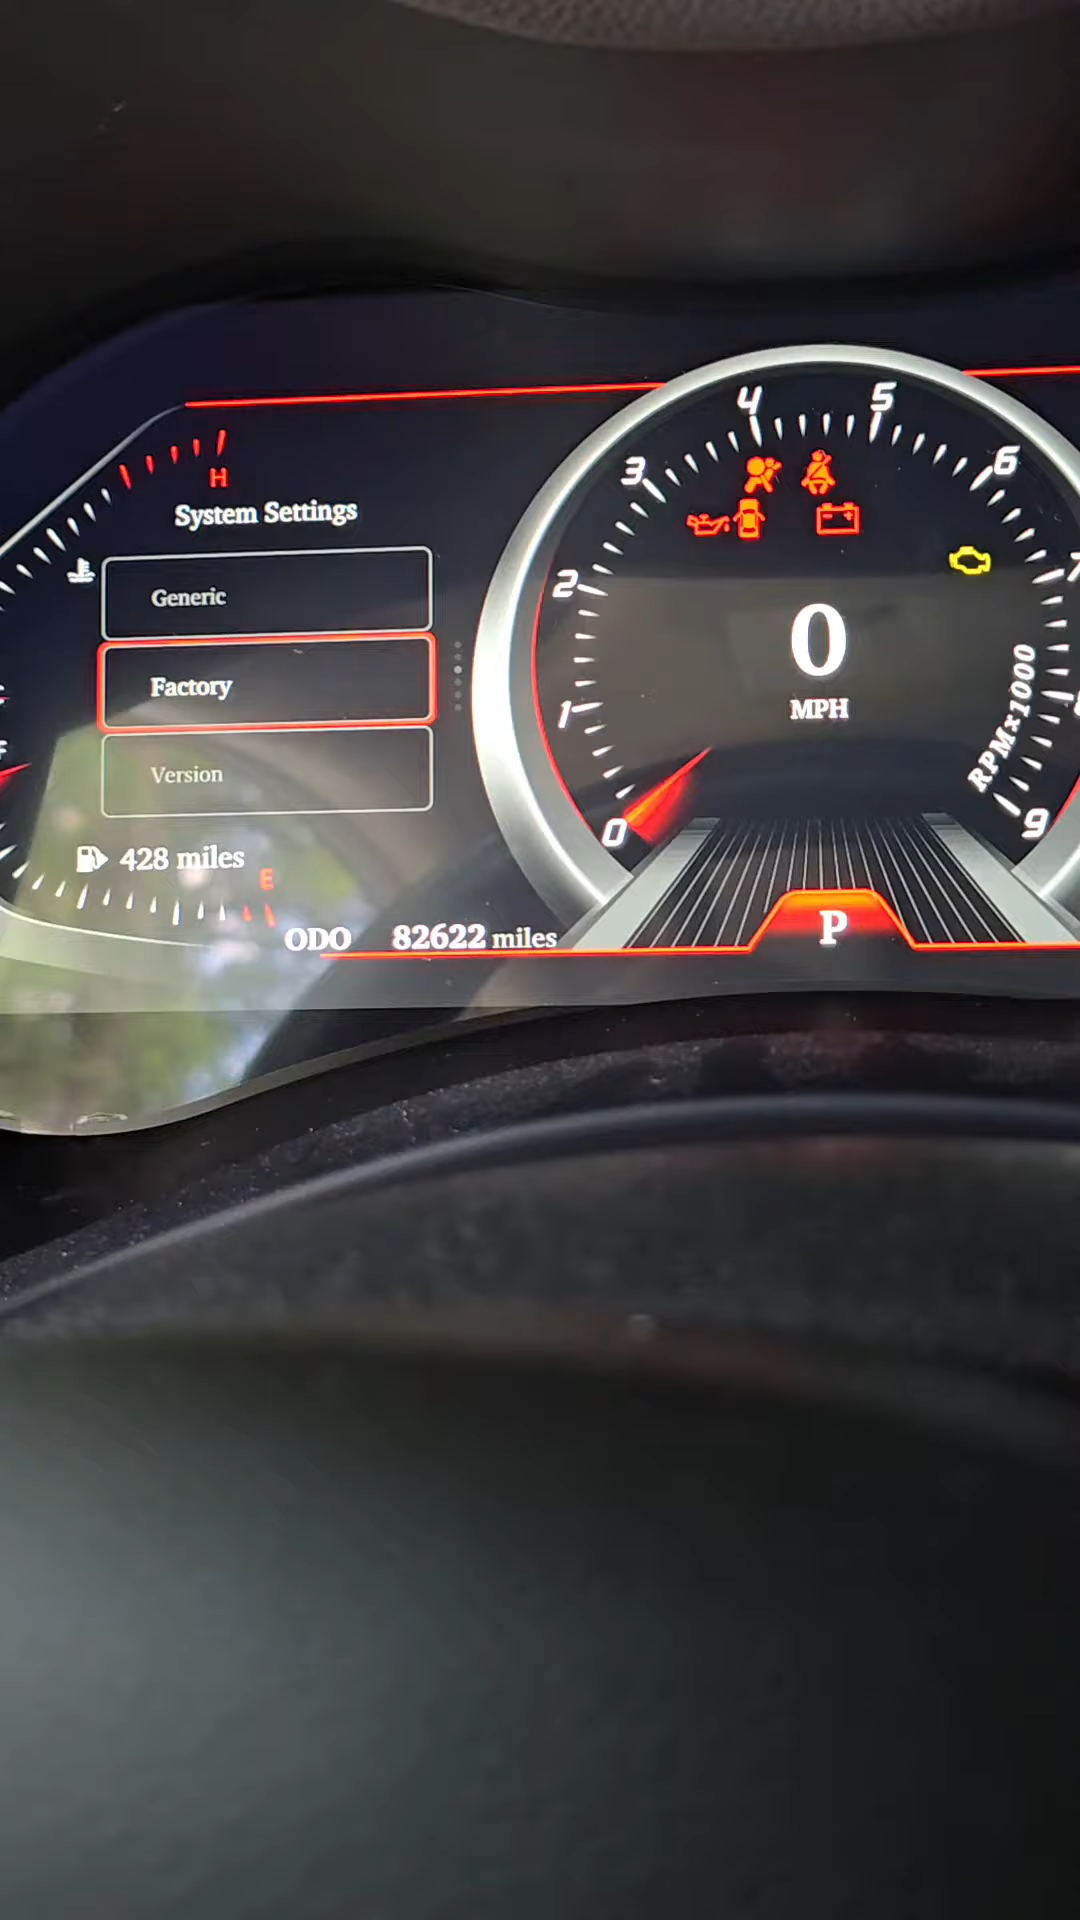 H
System Settings
Generic
Factory
Version
428 miles
E
ODO 82622 miles
0
1
2
3
4
5
6
7
9
RPMx1000
0
MPH
P